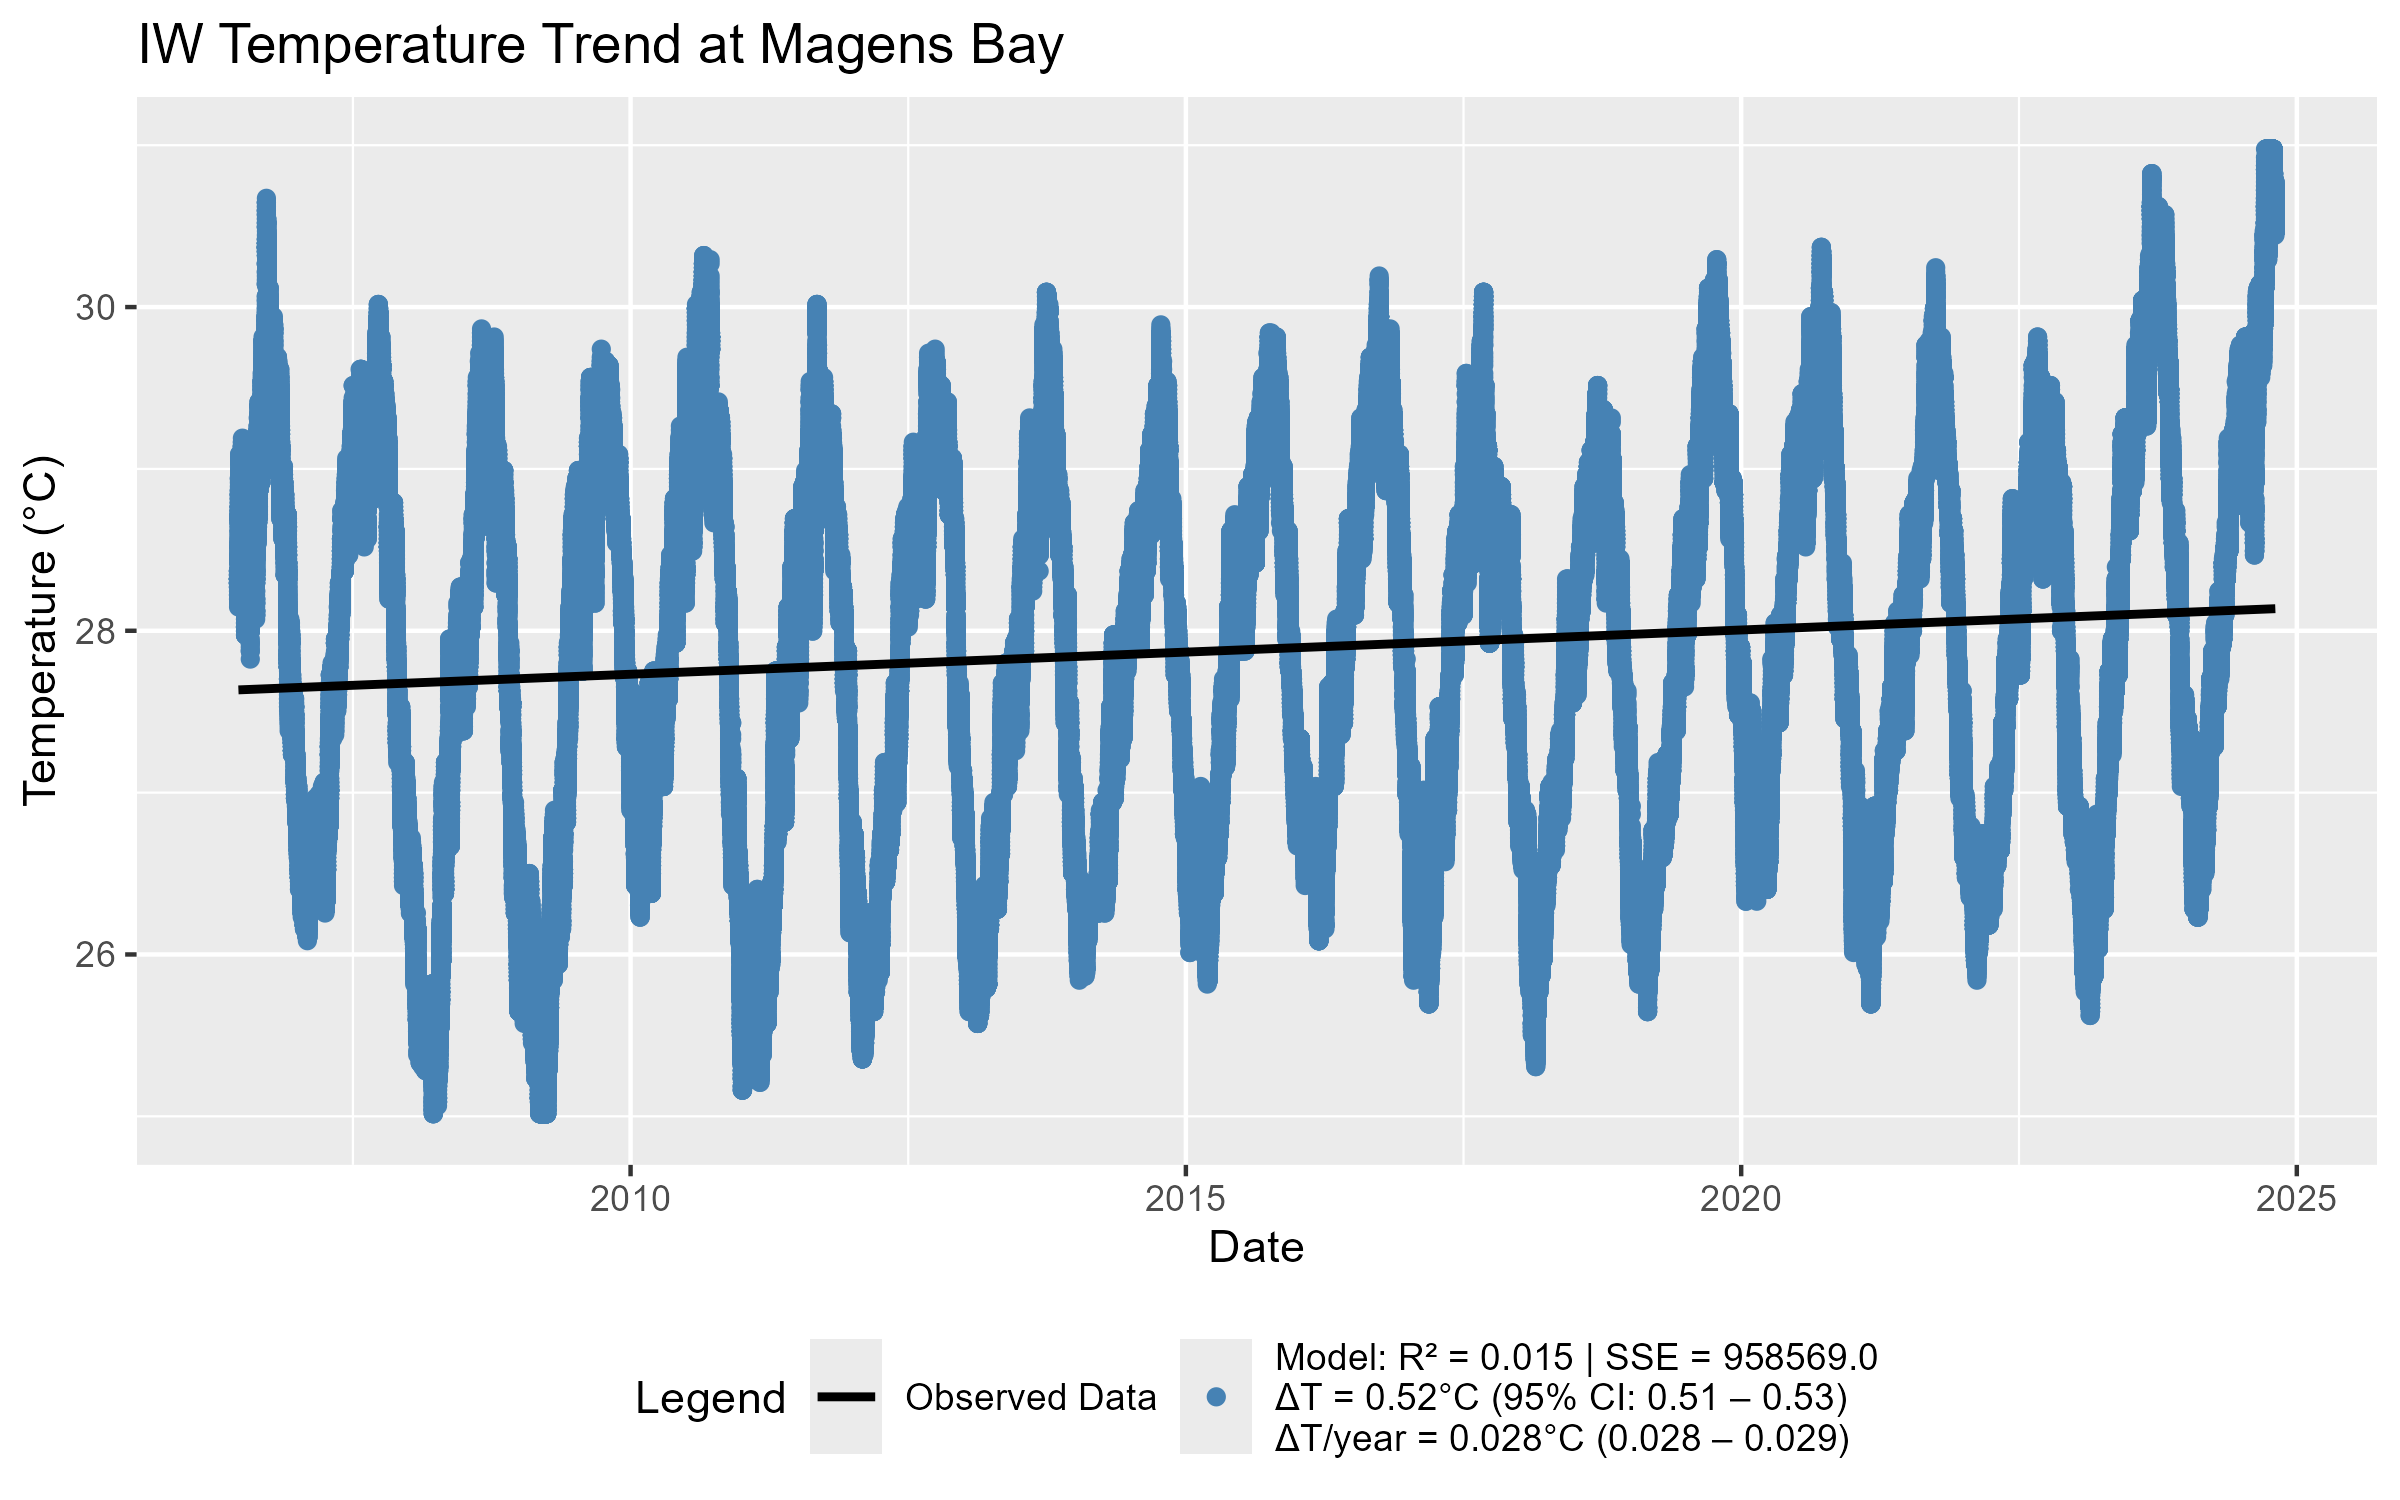 IW Temperature Trend at Magens Bay
Temperature (°C)
30
28
26
2010
2015
2020
2025
Date
Legend
Observed Data
Model: R² = 0.015 | SSE = 958569.0
ΔT = 0.52°C (95% CI: 0.51 – 0.53)
ΔT/year = 0.028°C (0.028 – 0.029)